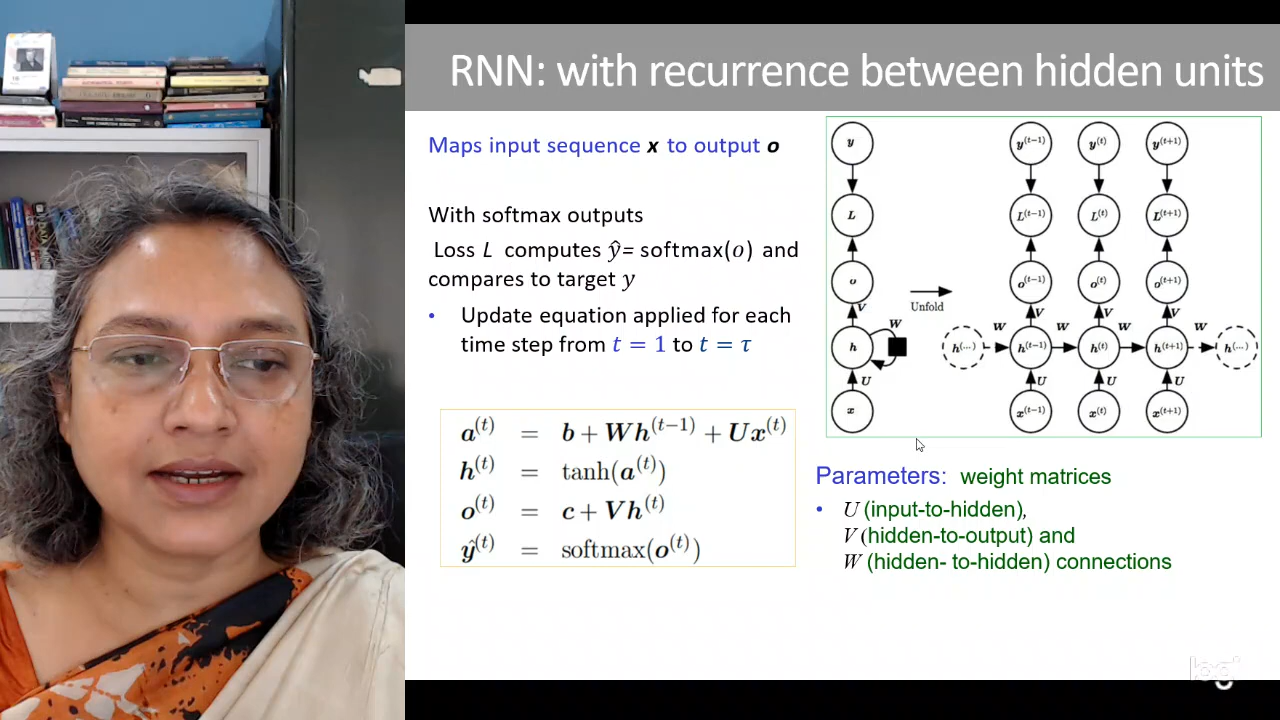 RNN: with recurrence between hidden units
Maps input sequence x to output o
With softmax outputs
Loss L computes ŷ= softmax(o) and
compares to target y
• Update equation applied for each
time step from t = 1 to t = τ
a^(t) = b + Wh^(t−1) + Ux^(t)
h^(t) = tanh(a^(t))
o^(t) = c + Vh^(t)
ŷ^(t) = softmax(o^(t))
y y^(t−1) y^(t) y^(t+1)
L L^(t−1) L^(t) L^(t+1)
o o^(t−1) o^(t) o^(t+1)
Unfold
V V V V
W W W W W
h h^(...) h^(t−1) h^(t) h^(t+1) h^(...)
U U U U
x x^(t−1) x^(t) x^(t+1)
Parameters: weight matrices
• U (input-to-hidden),
V (hidden-to-output) and
W (hidden- to-hidden) connections